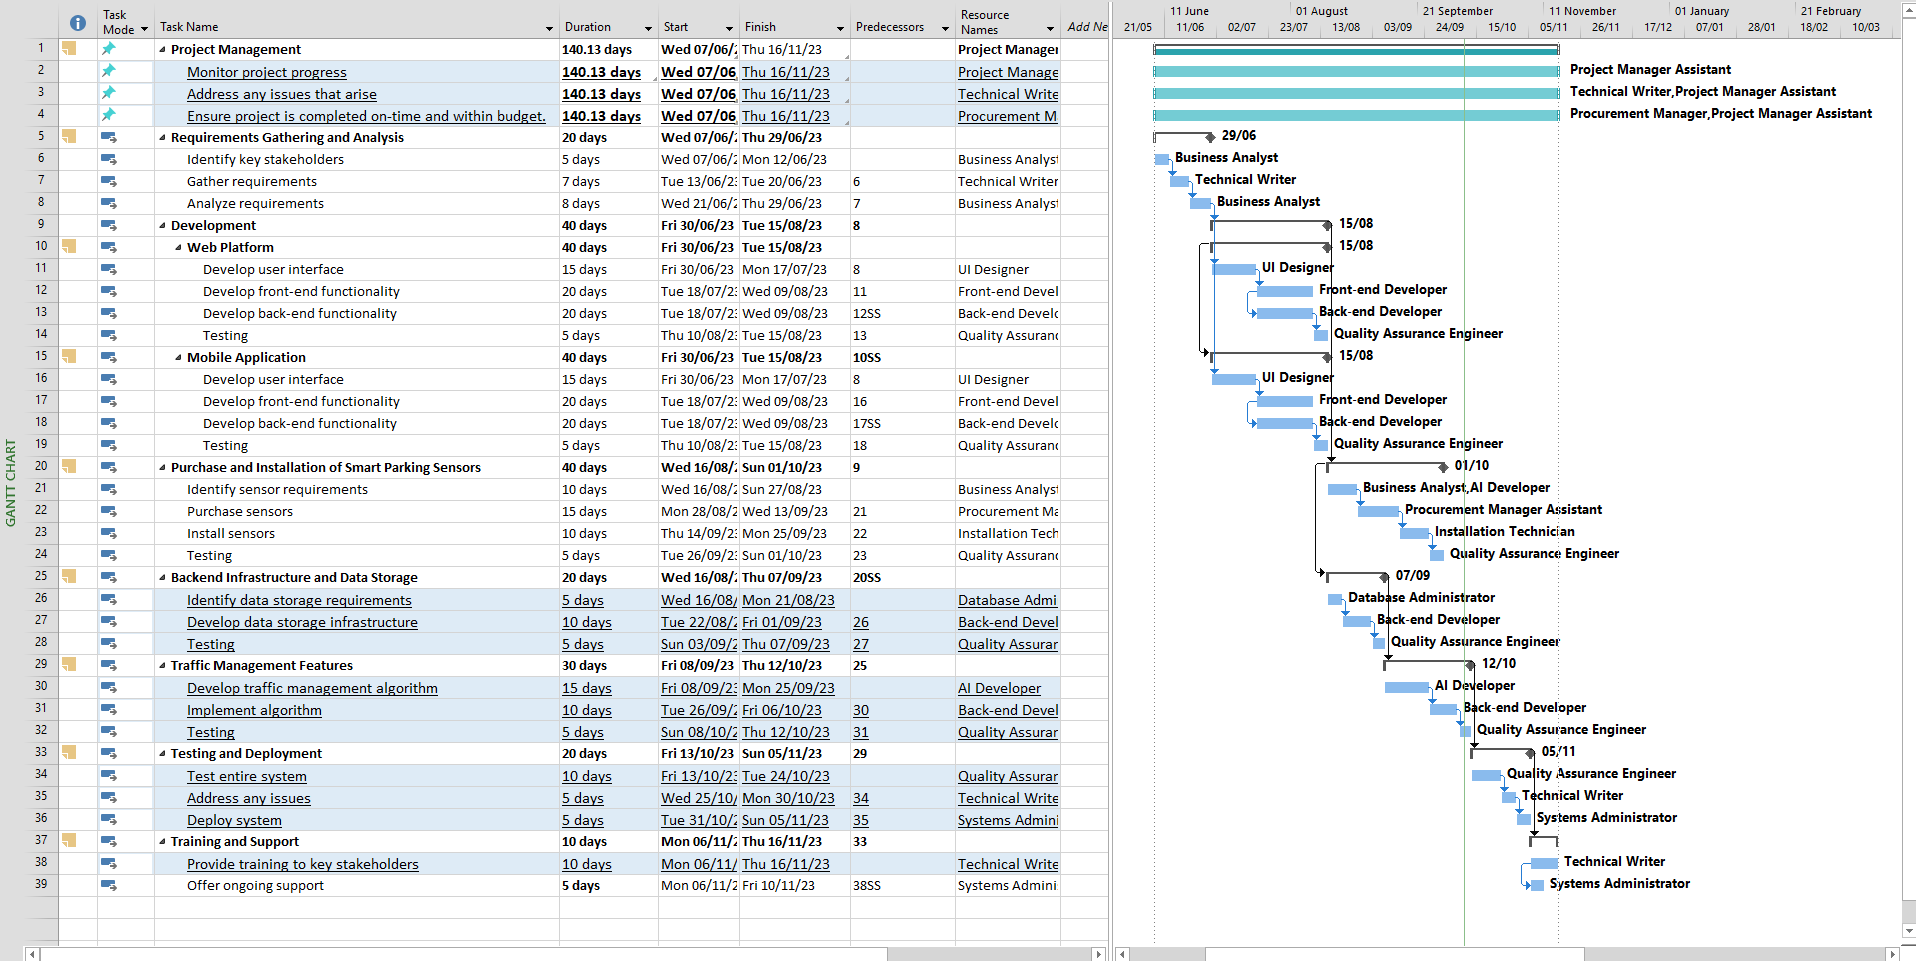 GANTT CHART
Task Mode Task Name Duration Start Finish Predecessors Resource Names Add Ne
1 Project Management 140.13 days Wed 07/06/2 Thu 16/11/23 Project Manager
2 Monitor project progress 140.13 days Wed 07/06 Thu 16/11/23 Project Manage
3 Address any issues that arise 140.13 days Wed 07/06 Thu 16/11/23 Technical Write
4 Ensure project is completed on-time and within budget. 140.13 days Wed 07/06 Thu 16/11/23 Procurement M
5 Requirements Gathering and Analysis 20 days Wed 07/06/2 Thu 29/06/23
6 Identify key stakeholders 5 days Wed 07/06/2 Mon 12/06/23 Business Analyst
7 Gather requirements 7 days Tue 13/06/23 Tue 20/06/23 6 Technical Writer
8 Analyze requirements 8 days Wed 21/06/2 Thu 29/06/23 7 Business Analyst
9 Development 40 days Fri 30/06/23 Tue 15/08/23 8
10 Web Platform 40 days Fri 30/06/23 Tue 15/08/23
11 Develop user interface 15 days Fri 30/06/23 Mon 17/07/23 8 UI Designer
12 Develop front-end functionality 20 days Tue 18/07/23 Wed 09/08/23 11 Front-end Devel
13 Develop back-end functionality 20 days Tue 18/07/23 Wed 09/08/23 12SS Back-end Develo
14 Testing 5 days Thu 10/08/23 Tue 15/08/23 13 Quality Assuranc
15 Mobile Application 40 days Fri 30/06/23 Tue 15/08/23 10SS
16 Develop user interface 15 days Fri 30/06/23 Mon 17/07/23 8 UI Designer
17 Develop front-end functionality 20 days Tue 18/07/23 Wed 09/08/23 16 Front-end Devel
18 Develop back-end functionality 20 days Tue 18/07/23 Wed 09/08/23 17SS Back-end Develo
19 Testing 5 days Thu 10/08/23 Tue 15/08/23 18 Quality Assuranc
20 Purchase and Installation of Smart Parking Sensors 40 days Wed 16/08/2 Sun 01/10/23 9
21 Identify sensor requirements 10 days Wed 16/08/2 Sun 27/08/23 Business Analyst
22 Purchase sensors 15 days Mon 28/08/2 Wed 13/09/23 21 Procurement Ma
23 Install sensors 10 days Thu 14/09/23 Mon 25/09/23 22 Installation Tech
24 Testing 5 days Tue 26/09/23 Sun 01/10/23 23 Quality Assuranc
25 Backend Infrastructure and Data Storage 20 days Wed 16/08/2 Thu 07/09/23 20SS
26 Identify data storage requirements 5 days Wed 16/08/ Mon 21/08/23 Database Admi
27 Develop data storage infrastructure 10 days Tue 22/08/2 Fri 01/09/23 26 Back-end Devel
28 Testing 5 days Sun 03/09/2 Thu 07/09/23 27 Quality Assurar
29 Traffic Management Features 30 days Fri 08/09/23 Thu 12/10/23 25
30 Develop traffic management algorithm 15 days Fri 08/09/23 Mon 25/09/23 AI Developer
31 Implement algorithm 10 days Tue 26/09/2 Fri 06/10/23 30 Back-end Devel
32 Testing 5 days Sun 08/10/2 Thu 12/10/23 31 Quality Assurar
33 Testing and Deployment 20 days Fri 13/10/23 Sun 05/11/23 29
34 Test entire system 10 days Fri 13/10/23 Tue 24/10/23 Quality Assurar
35 Address any issues 5 days Wed 25/10/ Mon 30/10/23 34 Technical Write
36 Deploy system 5 days Tue 31/10/2 Sun 05/11/23 35 Systems Admini
37 Training and Support 10 days Mon 06/11/2 Thu 16/11/23 33
38 Provide training to key stakeholders 10 days Mon 06/11/ Thu 16/11/23 Technical Write
39 Offer ongoing support 5 days Mon 06/11/2 Fri 10/11/23 38SS Systems Admini
11 June 01 August 21 September 11 November 01 January 21 February
21/05 11/06 02/07 23/07 13/08 03/09 24/09 15/10 05/11 26/11 17/12 07/01 28/01 18/02 10/03
Project Manager Assistant
Technical Writer,Project Manager Assistant
Procurement Manager,Project Manager Assistant
29/06
Business Analyst
Technical Writer
Business Analyst
15/08
15/08
UI Designer
Front-end Developer
Back-end Developer
Quality Assurance Engineer
15/08
UI Designer
Front-end Developer
Back-end Developer
Quality Assurance Engineer
01/10
Business Analyst,AI Developer
Procurement Manager Assistant
Installation Technician
Quality Assurance Engineer
07/09
Database Administrator
Back-end Developer
Quality Assurance Engineer
12/10
AI Developer
Back-end Developer
Quality Assurance Engineer
05/11
Quality Assurance Engineer
Technical Writer
Systems Administrator
Technical Writer
Systems Administrator